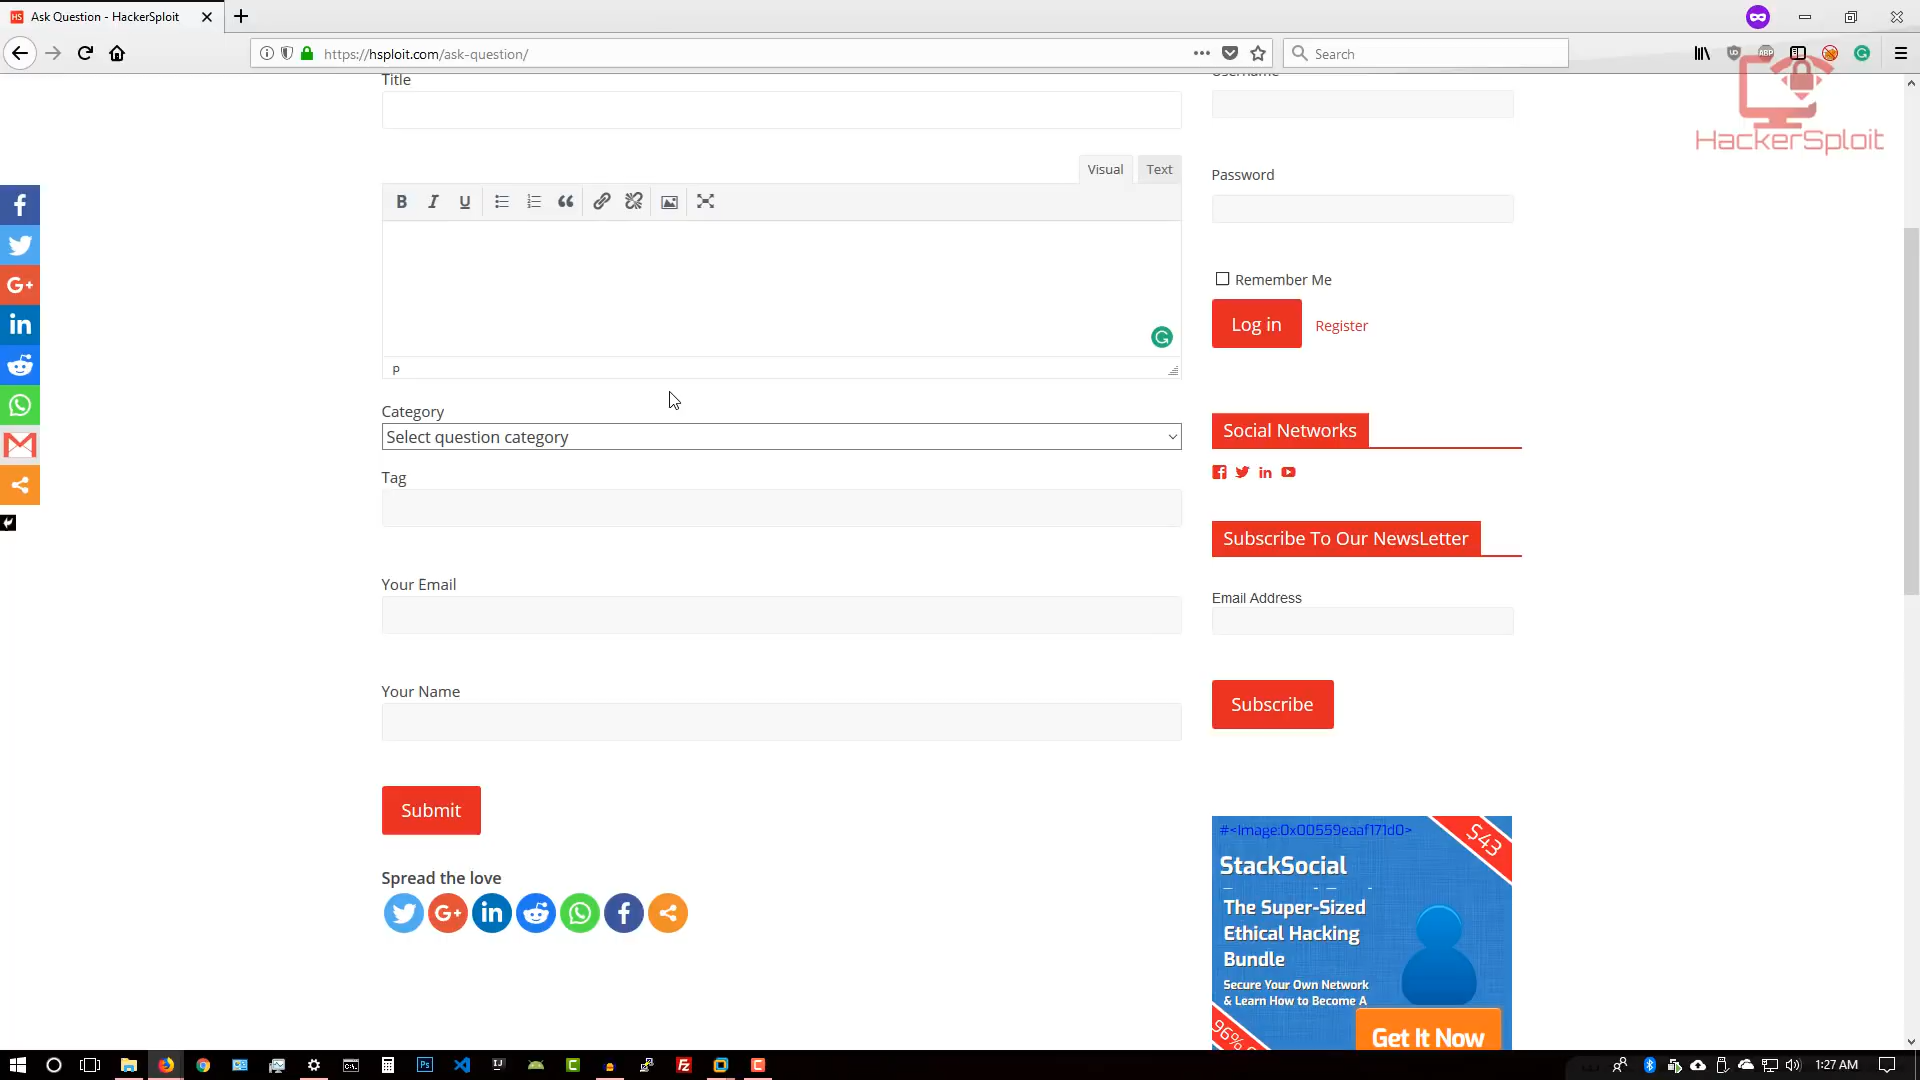 Ask Question - HackerSploit
https://hsploit.com/ask-question/
Search
HackerSploit
Title
Visual
Text
B I U
p
Category
Select question category
Tag
Your Email
Your Name
Submit
Spread the love
Username
Password
Remember Me
Log in
Register
Social Networks
Subscribe To Our NewsLetter
Email Address
Subscribe
#<Image:0x00559eaaf171d0>
$43
StackSocial
The Super-Sized
Ethical Hacking
Bundle
Secure Your Own Network
& Learn How to Become A
96%
Get It Now
1:27 AM